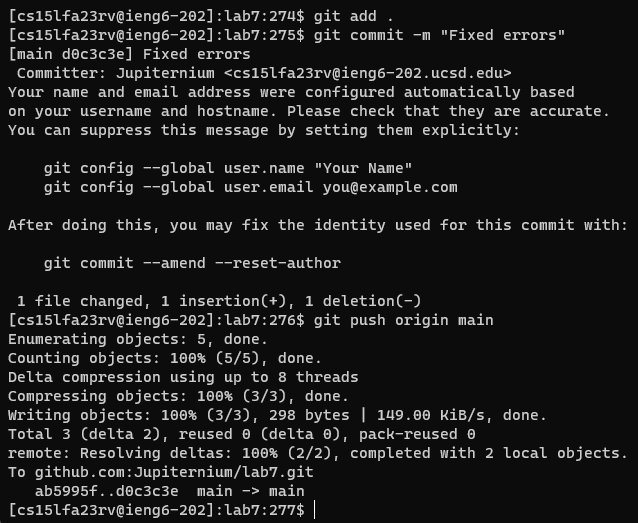 [cs15lfa23rv@ieng6-202]:lab7:274$ git add .
[cs15lfa23rv@ieng6-202]:lab7:275$ git commit -m "Fixed errors"
[main d0c3c3e] Fixed errors
 Committer: Jupiternium <cs15lfa23rv@ieng6-202.ucsd.edu>
Your name and email address were configured automatically based
on your username and hostname. Please check that they are accurate.
You can suppress this message by setting them explicitly:

    git config --global user.name "Your Name"
    git config --global user.email you@example.com

After doing this, you may fix the identity used for this commit with:

    git commit --amend --reset-author

 1 file changed, 1 insertion(+), 1 deletion(-)
[cs15lfa23rv@ieng6-202]:lab7:276$ git push origin main
Enumerating objects: 5, done.
Counting objects: 100% (5/5), done.
Delta compression using up to 8 threads
Compressing objects: 100% (3/3), done.
Writing objects: 100% (3/3), 298 bytes | 149.00 KiB/s, done.
Total 3 (delta 2), reused 0 (delta 0), pack-reused 0
remote: Resolving deltas: 100% (2/2), completed with 2 local objects.
To github.com:Jupiternium/lab7.git
   ab5995f..d0c3c3e  main -> main
[cs15lfa23rv@ieng6-202]:lab7:277$